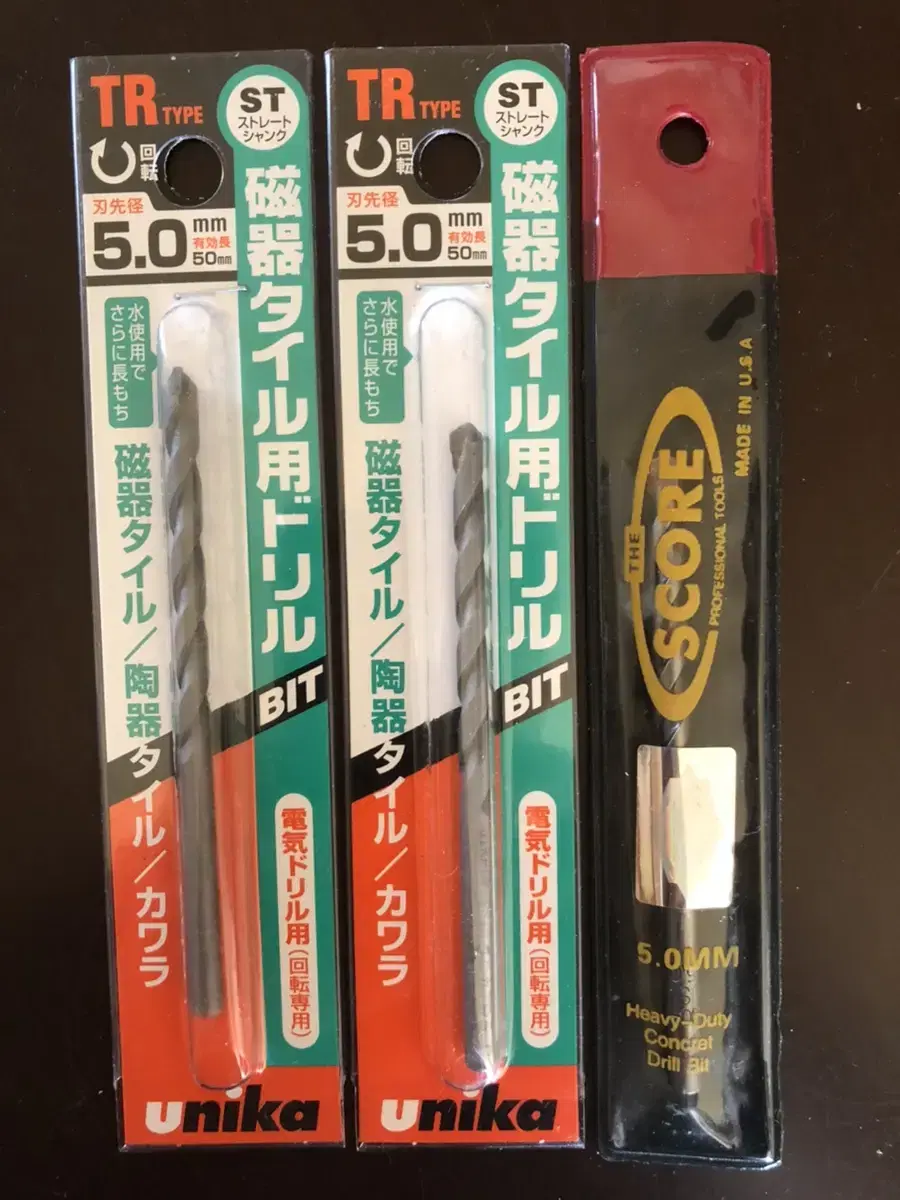 TR TYPE
ST
ストレート
シャンク
回転
刃先径
5.0 mm
有効長
50mm
水使用で
さらに長もち
磁器タイル用ドリル
BIT
磁器タイル/陶器タイル/カワラ
電気ドリル用(回転専用)
unika
TR TYPE
ST
ストレート
シャンク
回転
刃先径
5.0 mm
有効長
50mm
水使用で
さらに長もち
磁器タイル用ドリル
BIT
磁器タイル/陶器タイル/カワラ
電気ドリル用(回転専用)
unika
MADE IN U.S.A
THE
SCORE
PROFESSIONAL TOOLS
5.0MM
Heavy-Duty
Concret
Drill Bit